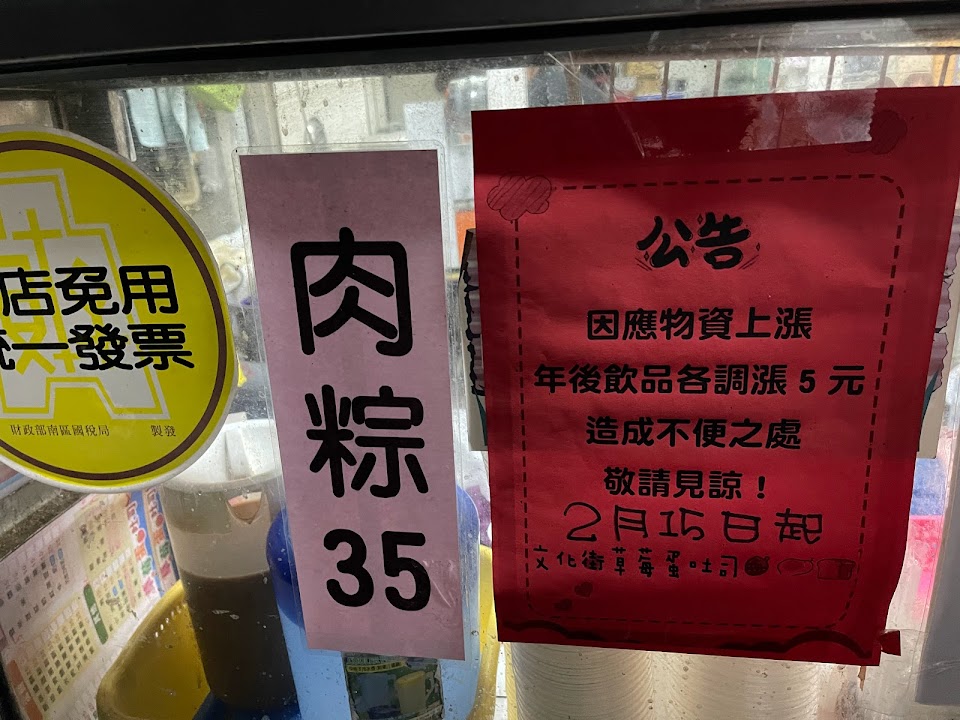 店免用
統一發票
財政部南區國稅局 製發
肉
粽
35
公告
因應物資上漲
年後飲品各調漲 5 元
造成不便之處
敬請見諒！
2月15日起
文化街草莓蛋吐司